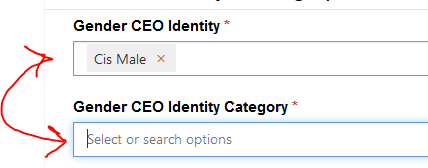 Gender CEO Identity *
Cis Male ×
Gender CEO Identity Category *
Select or search options